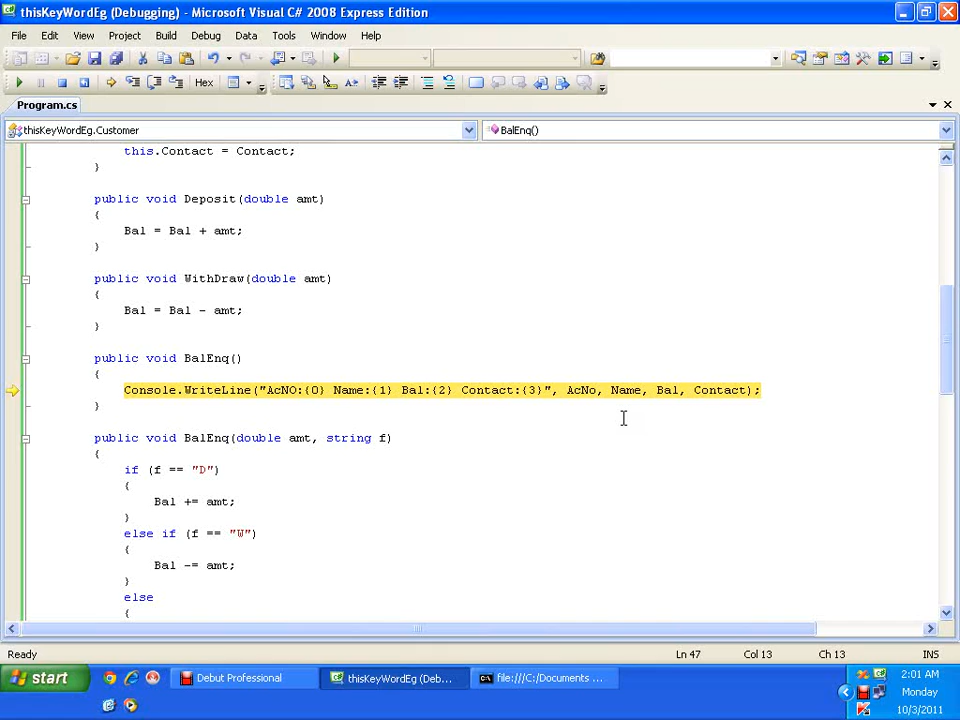 thisKeyWordEg (Debugging) - Microsoft Visual C# 2008 Express Edition
File Edit View Project Build Debug Data Tools Window Help
Hex
Program.cs
thisKeyWordEg.Customer BalEnq()
this.Contact = Contact;
}
public void Deposit(double amt)
{
Bal = Bal + amt;
}
public void WithDraw(double amt)
{
Bal = Bal - amt;
}
public void BalEnq()
{
Console.WriteLine("AcNO:{0} Name:{1} Bal:{2} Contact:{3}", AcNo, Name, Bal, Contact);
}
public void BalEnq(double amt, string f)
{
if (f == "D")
{
Bal += amt;
}
else if (f == "W")
{
Bal -= amt;
}
else
{
Ready Ln 47 Col 13 Ch 13 INS
start Debut Professional thisKeyWordEg (Deb... file:///C:/Documents ... 2:01 AM
Monday
10/3/2011